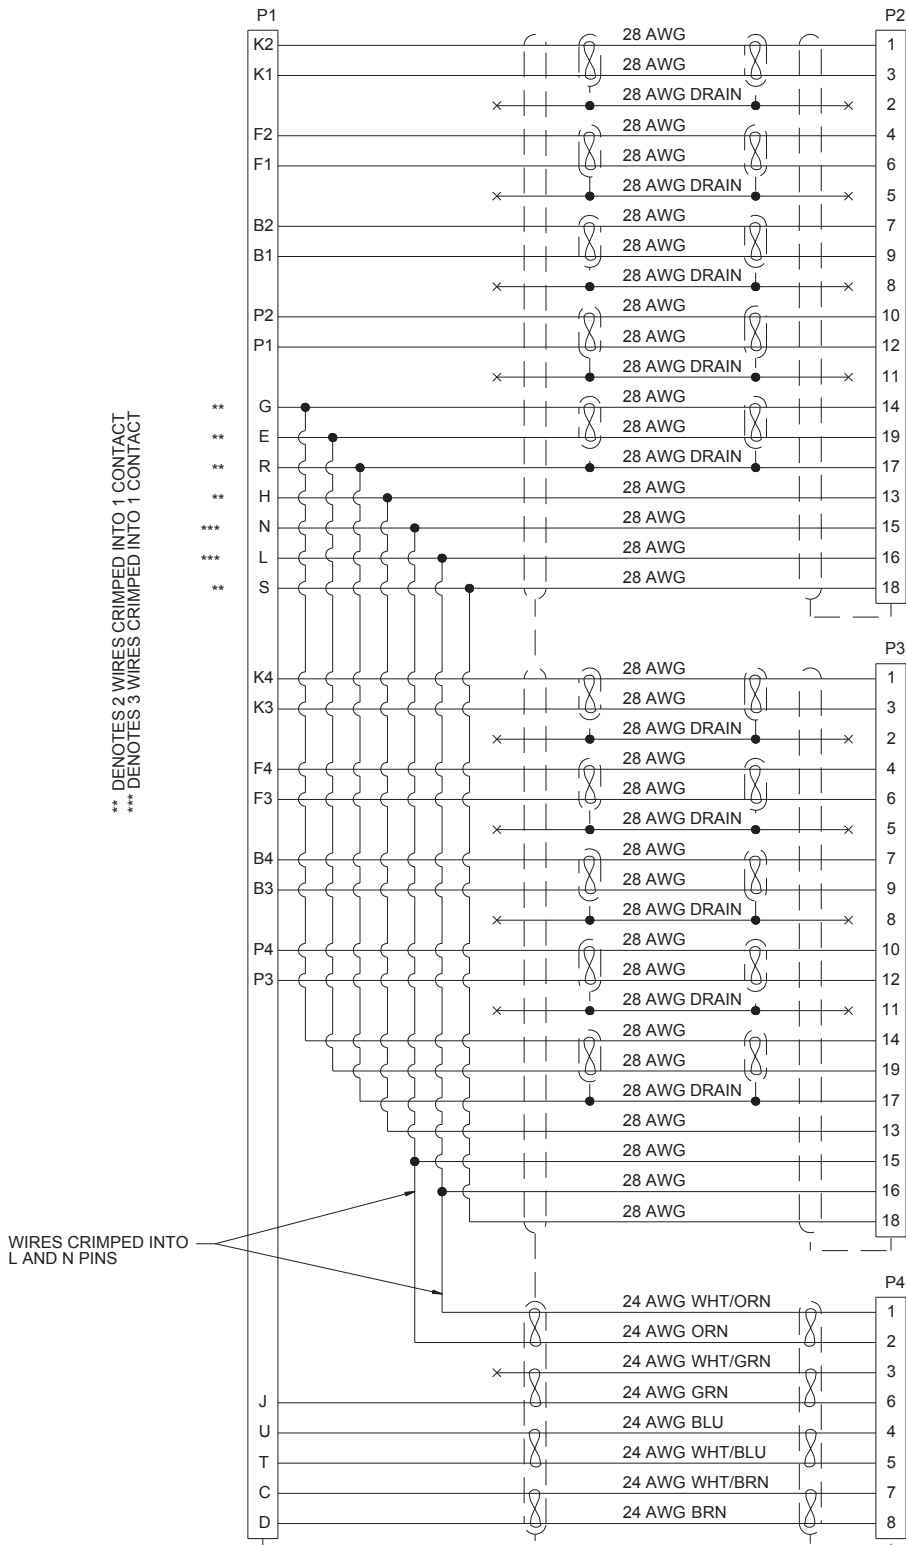 P1 P2
K2 28 AWG 1
K1 28 AWG 3
28 AWG DRAIN 2
F2 28 AWG 4
F1 28 AWG 6
28 AWG DRAIN 5
B2 28 AWG 7
B1 28 AWG 9
28 AWG DRAIN 8
P2 28 AWG 10
P1 28 AWG 12
28 AWG DRAIN 11
** G 28 AWG 14
** E 28 AWG 19
** R 28 AWG DRAIN 17
** H 28 AWG 13
*** N 28 AWG 15
*** L 28 AWG 16
** S 28 AWG 18
** DENOTES 2 WIRES CRIMPED INTO 1 CONTACT
*** DENOTES 3 WIRES CRIMPED INTO 1 CONTACT
P3
K4 28 AWG 1
K3 28 AWG 3
28 AWG DRAIN 2
F4 28 AWG 4
F3 28 AWG 6
28 AWG DRAIN 5
B4 28 AWG 7
B3 28 AWG 9
28 AWG DRAIN 8
P4 28 AWG 10
P3 28 AWG 12
28 AWG DRAIN 11
28 AWG 14
28 AWG 19
28 AWG DRAIN 17
28 AWG 13
28 AWG 15
28 AWG 16
28 AWG 18
WIRES CRIMPED INTO
L AND N PINS
P4
24 AWG WHT/ORN 1
24 AWG ORN 2
24 AWG WHT/GRN 3
J 24 AWG GRN 6
U 24 AWG BLU 4
T 24 AWG WHT/BLU 5
C 24 AWG WHT/BRN 7
D 24 AWG BRN 8